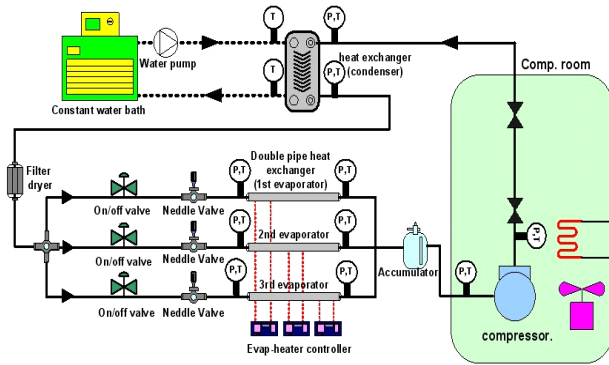 T
P,T
Water pump
heat exchanger
(condenser)
Comp. room
T
P,T
Constant water bath
Filter
dryer
Double pipe heat
exchanger
(1st evaporator)
P,T
P,T
On/off valve
Neddle Valve
P,T
P,T
2nd evaporator
P,T
On/off valve
Neddle Valve
Accumulator
P,T
P,T
P,T
3rd evaporator
On/off valve
Neddle Valve
compressor.
Evap-heater controller